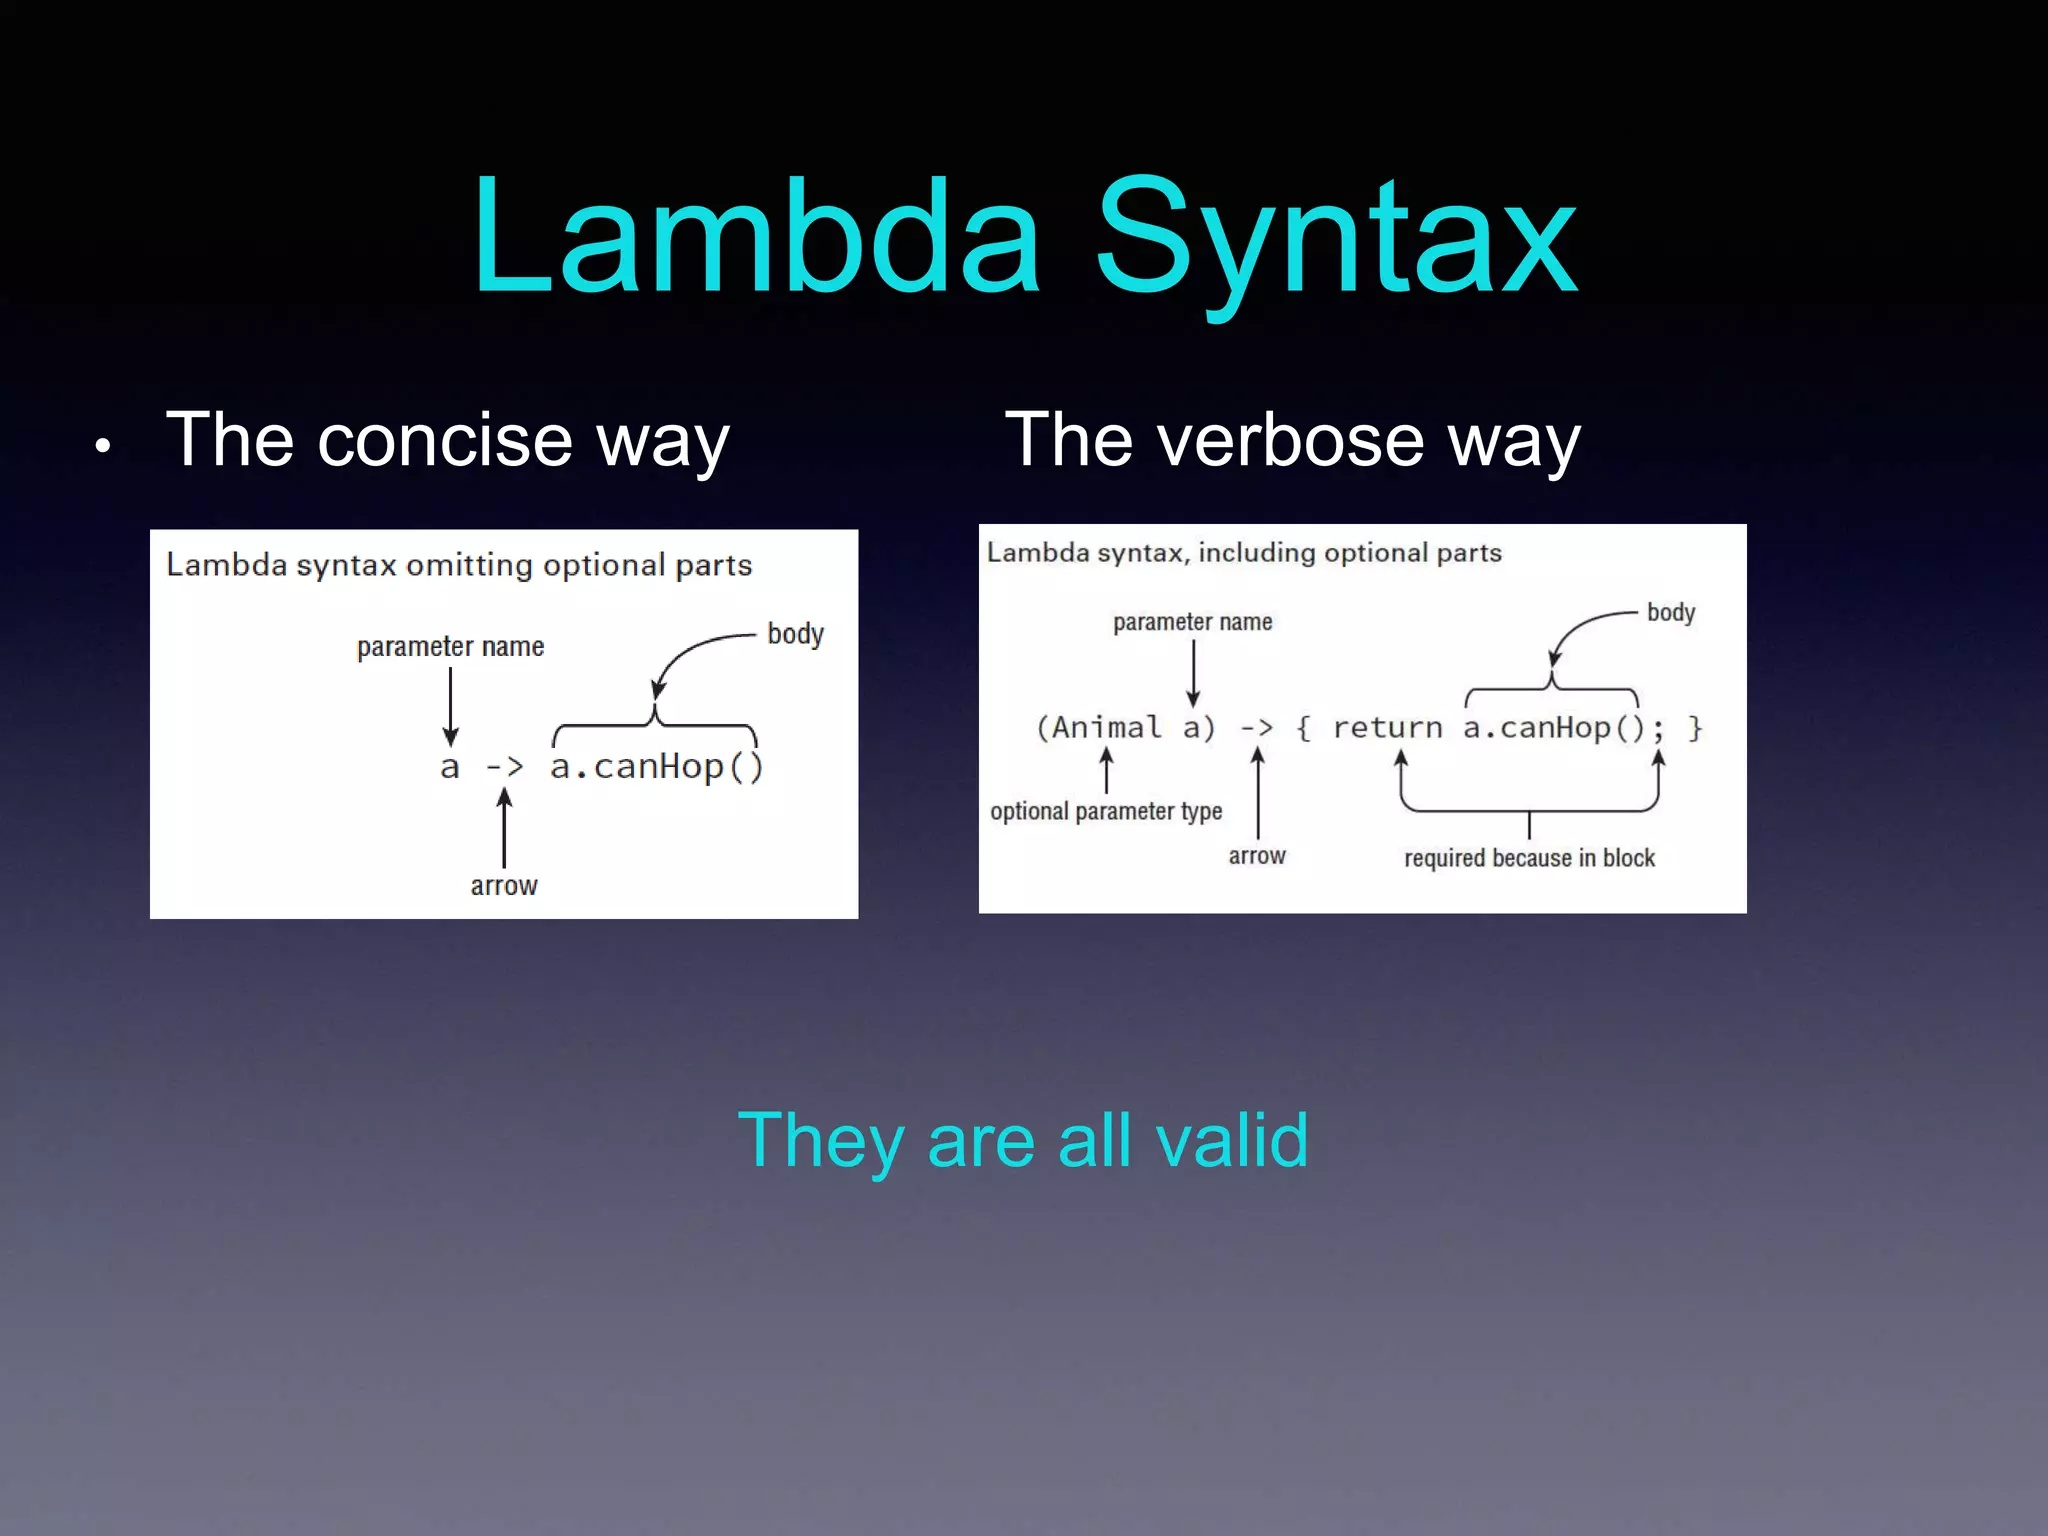 Lambda Syntax
• The concise way
The verbose way
Lambda syntax omitting optional parts
parameter name
body
a -> a.canHop()
arrow
Lambda syntax, including optional parts
parameter name
body
(Animal a) -> { return a.canHop(); }
optional parameter type
arrow
required because in block
They are all valid